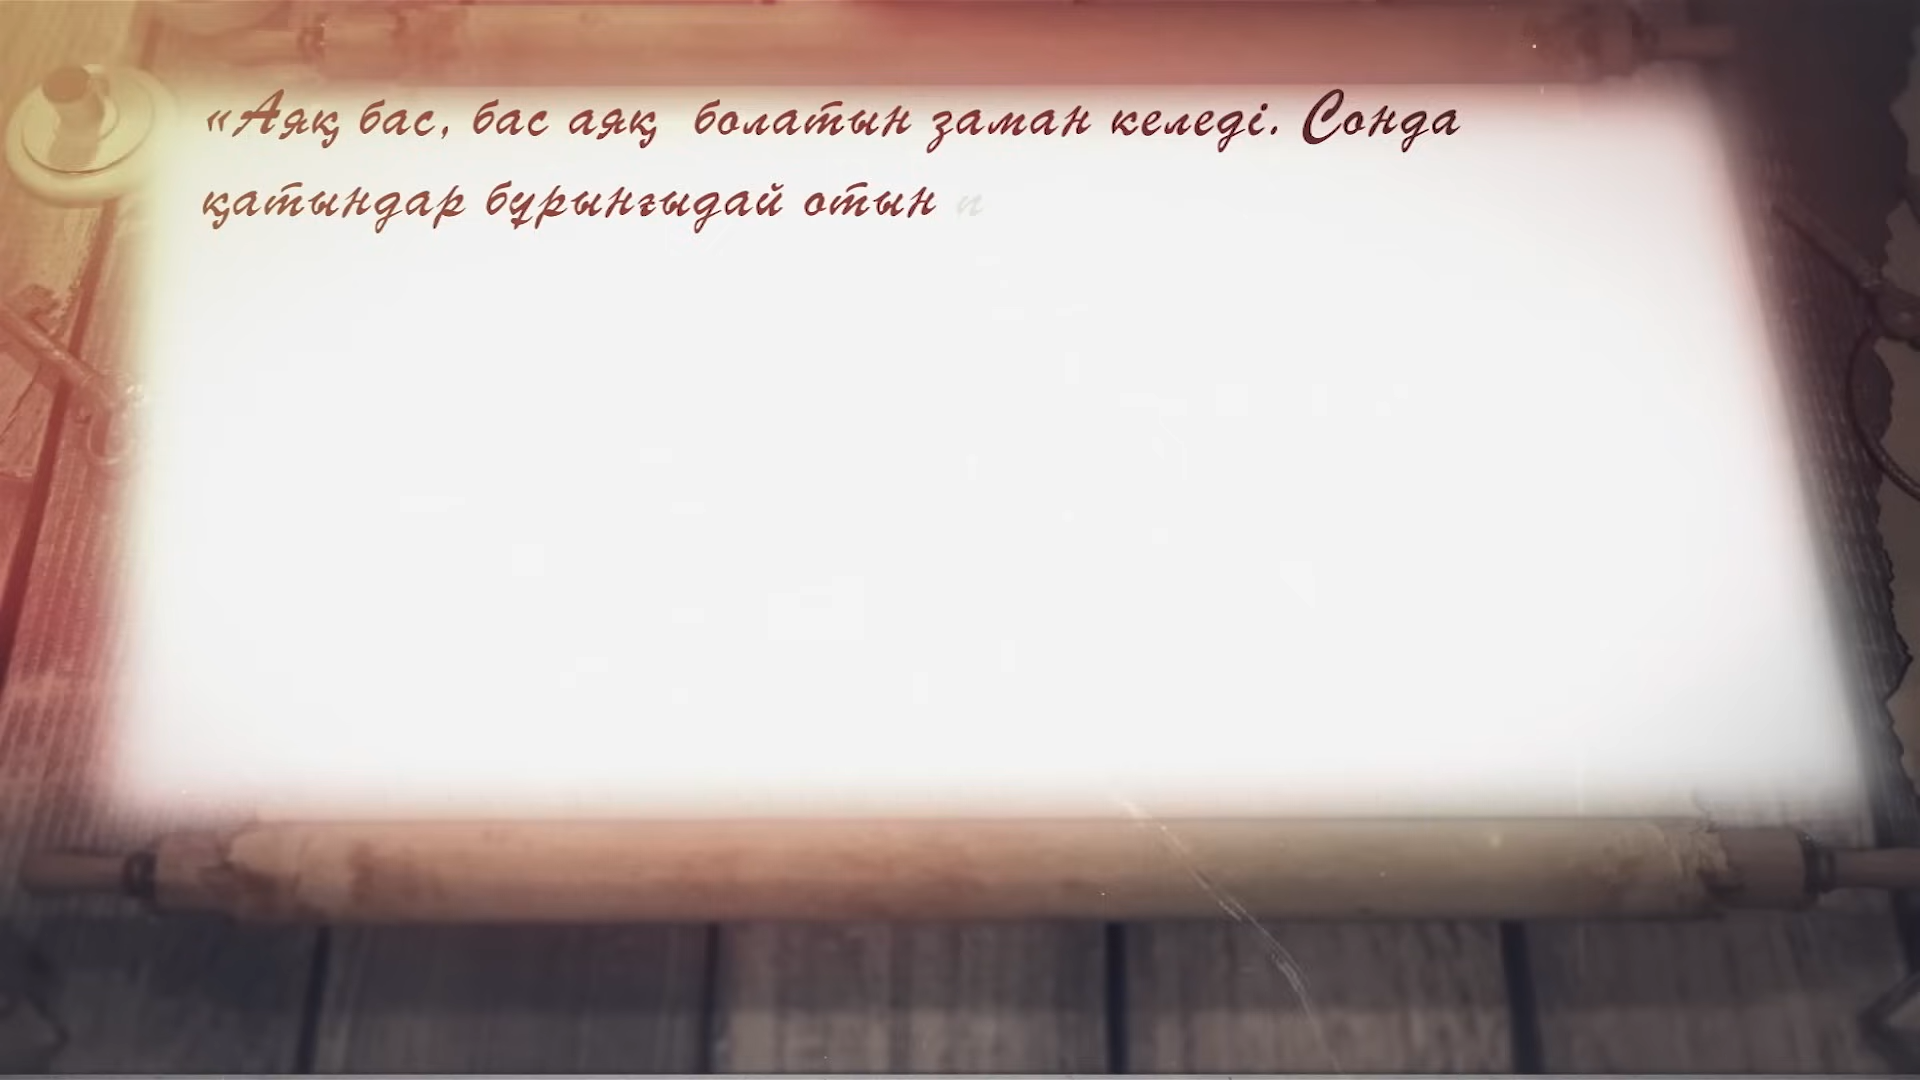 «Аяқ бас, бас аяқ болатын заман келеді. Сонда
қатындар бұрынғыдай отын